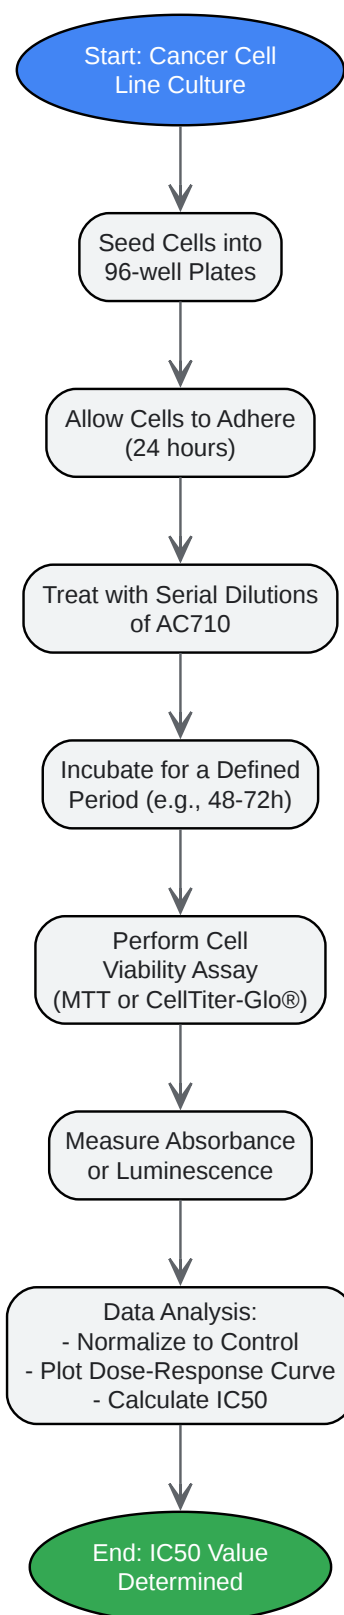 Start: Cancer Cell
Line Culture
Seed Cells into
96-well Plates
Allow Cells to Adhere
(24 hours)
Treat with Serial Dilutions
of AC710
Incubate for a Defined
Period (e.g., 48-72h)
Perform Cell
Viability Assay
(MTT or CellTiter-Glo®)
Measure Absorbance
or Luminescence
Data Analysis:
- Normalize to Control
- Plot Dose-Response Curve
- Calculate IC50
End: IC50 Value
Determined